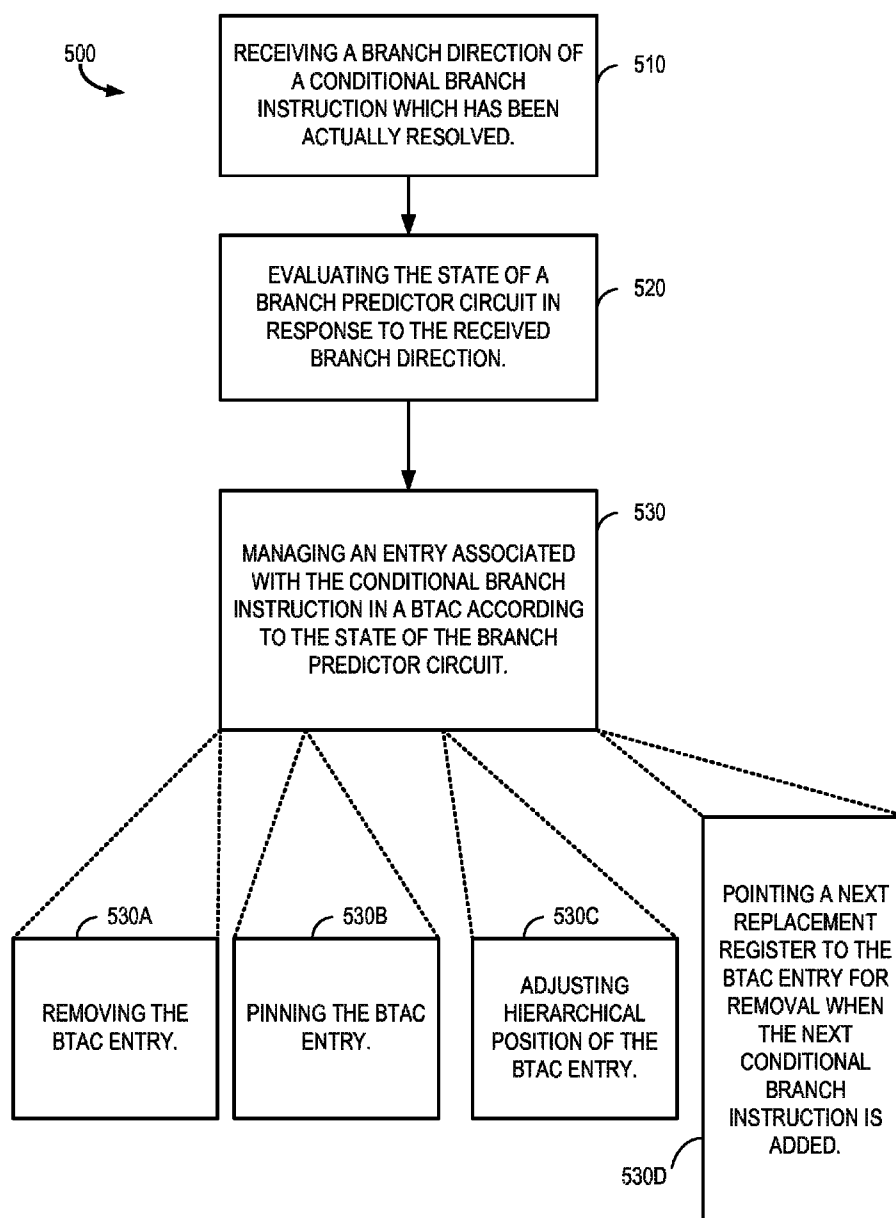 500
RECEIVING A BRANCH DIRECTION OF
A CONDITIONAL BRANCH
INSTRUCTION WHICH HAS BEEN
ACTUALLY RESOLVED.
510
EVALUATING THE STATE OF A
BRANCH PREDICTOR CIRCUIT IN
RESPONSE TO THE RECEIVED
BRANCH DIRECTION.
520
MANAGING AN ENTRY ASSOCIATED
WITH THE CONDITIONAL BRANCH
INSTRUCTION IN A BTAC ACCORDING
TO THE STATE OF THE BRANCH
PREDICTOR CIRCUIT.
530
530A
REMOVING THE
BTAC ENTRY.
530B
PINNING THE BTAC
ENTRY.
530C
ADJUSTING
HIERARCHICAL
POSITION OF THE
BTAC ENTRY.
POINTING A NEXT
REPLACEMENT
REGISTER TO THE
BTAC ENTRY FOR
REMOVAL WHEN
THE NEXT
CONDITIONAL
BRANCH
INSTRUCTION IS
ADDED.
530D